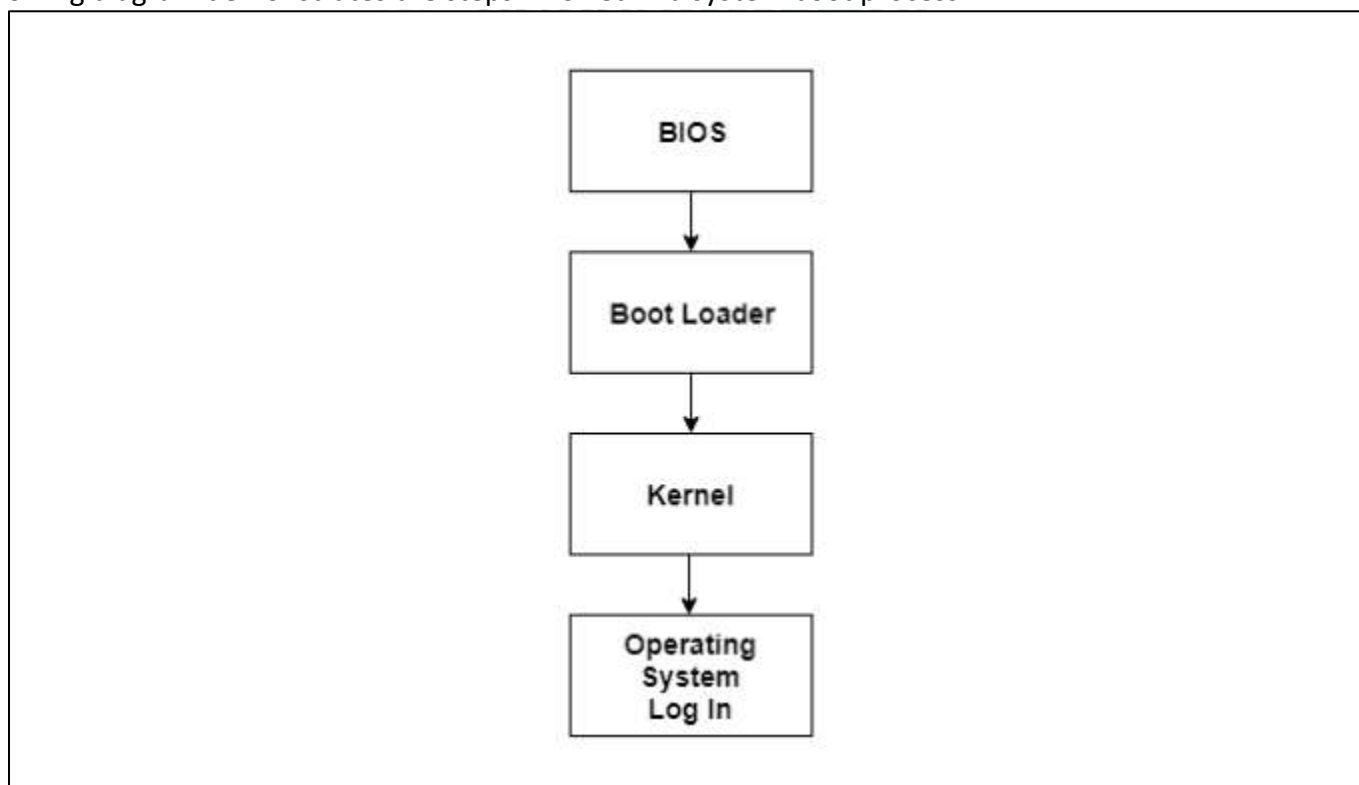 BIOS
Boot Loader
Kernel
Operating
System
Log In